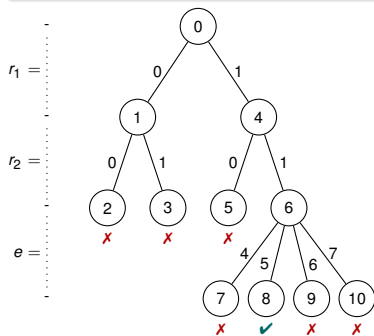 0
r₁ = 0 1
1 4
r₂ = 0 1 0 1
2 3 5 6
✗ ✗ ✗
e = 4 5 6 7
7 8 9 10
✗ ✔ ✗ ✗